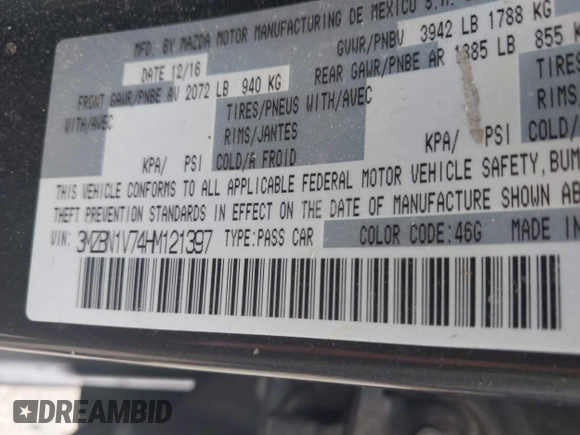 MFD. BY MAZDA MOTOR MANUFACTURING DE MEXICO S.A.
DATE 12/16 GVWR/PNBV 3942 LB 1788 KG
FRONT GAWR/PNBE AV 2072 LB 940 KG REAR GAWR/PNBE AR 1885 LB 855 KG
WITH/AVEC TIRES/PNEUS WITH/AVEC TIRES/
RIMS/JANTES RIMS/
KPA/ PSI COLD/À FROID KPA/ PSI COLD/
THIS VEHICLE CONFORMS TO ALL APPLICABLE FEDERAL MOTOR VEHICLE SAFETY, BUM
THEFT PREVENTION STANDARDS IN EFFECT ON THE DATE OF MANUFACTURE SHOWN ABO
VIN: 3MZBN1V74HM121397 TYPE:PASS CAR COLOR CODE:46G MADE IN
DREAMBID